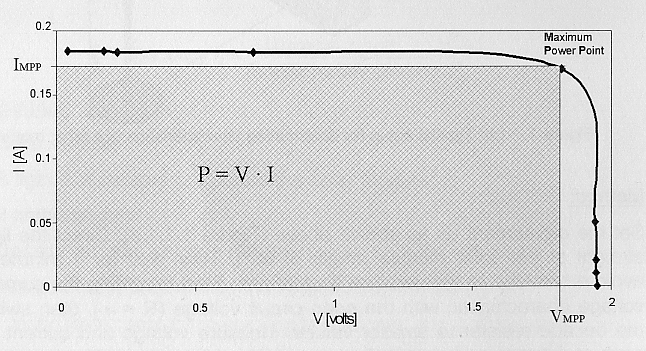 0.2
Maximum
Power Point
IMPP
0.15
I [A]
0.1
P = V · I
0.05
0
0
0.5
1
1.5
2
V [volts]
VMPP